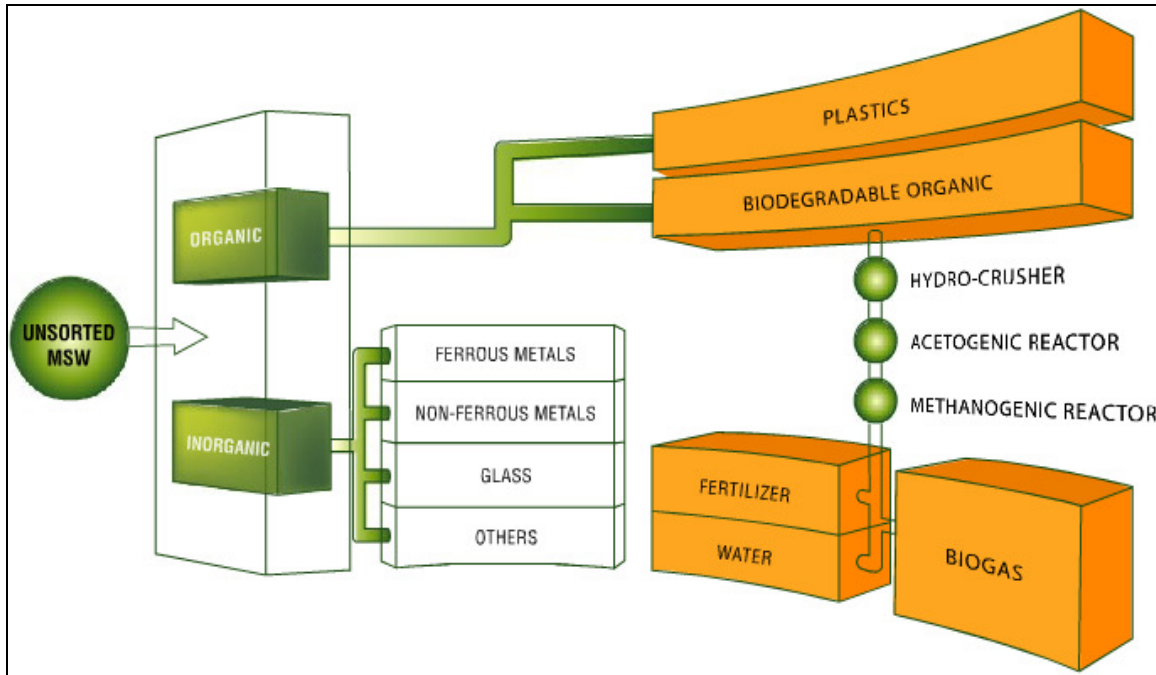 UNSORTED
MSW
ORGANIC
INORGANIC
FERROUS METALS
NON-FERROUS METALS
GLASS
OTHERS
PLASTICS
BIODEGRADABLE ORGANIC
HYDRO-CRUSHER
ACETOGENIC REACTOR
METHANOGENIC REACTOR
FERTILIZER
WATER
BIOGAS